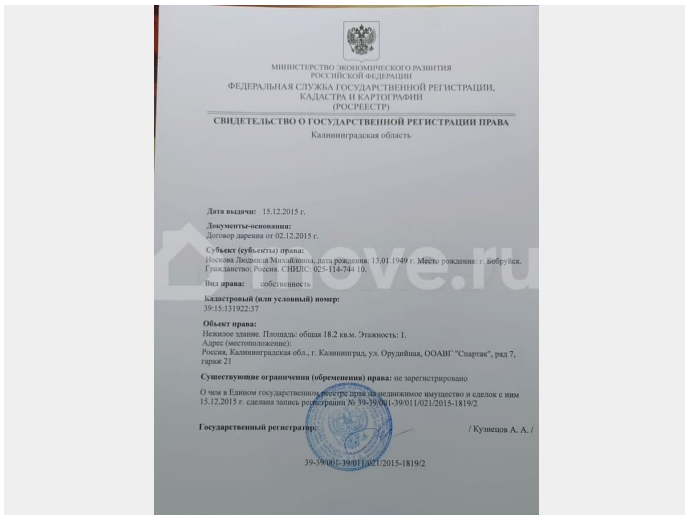 МИНИСТЕРСТВО ЭКОНОМИЧЕСКОГО РАЗВИТИЯ
РОССИЙСКОЙ ФЕДЕРАЦИИ
ФЕДЕРАЛЬНАЯ СЛУЖБА ГОСУДАРСТВЕННОЙ РЕГИСТРАЦИИ,
КАДАСТРА И КАРТОГРАФИИ
(РОСРЕЕСТР)
СВИДЕТЕЛЬСТВО О ГОСУДАРСТВЕННОЙ РЕГИСТРАЦИИ ПРАВА
Калининградская область
Дата выдачи: 15.12.2015 г.
Документы-основания:
Договор дарения от 02.12.2015 г.
Субъект (субъекты) права:
Носкова Людмила Михайловна, дата рождения: 13.01.1949 г. Место рождения: г. Бобруйск.
Гражданство: Россия. СНИЛС: 025-114-744 10.
move.ru
Вид права: собственность
Кадастровый (или условный) номер:
39:15:131922:37
Объект права:
Нежилое здание. Площадь: общая 18.2 кв.м. Этажность: 1.
Адрес (местоположение):
Россия, Калининградская обл., г. Калининград, ул. Орудийная, ООАВГ "Спартак", ряд 7,
гараж 21
Существующие ограничения (обременения) права: не зарегистрировано
О чем в Едином государственном реестре прав на недвижимое имущество и сделок с ним
15.12.2015 г. сделана запись регистрации № 39-39/001-39/011/021/2015-1819/2
Государственный регистратор: / Кузнецов А. А. /
39-39/001-39/011/021/2015-1819/2